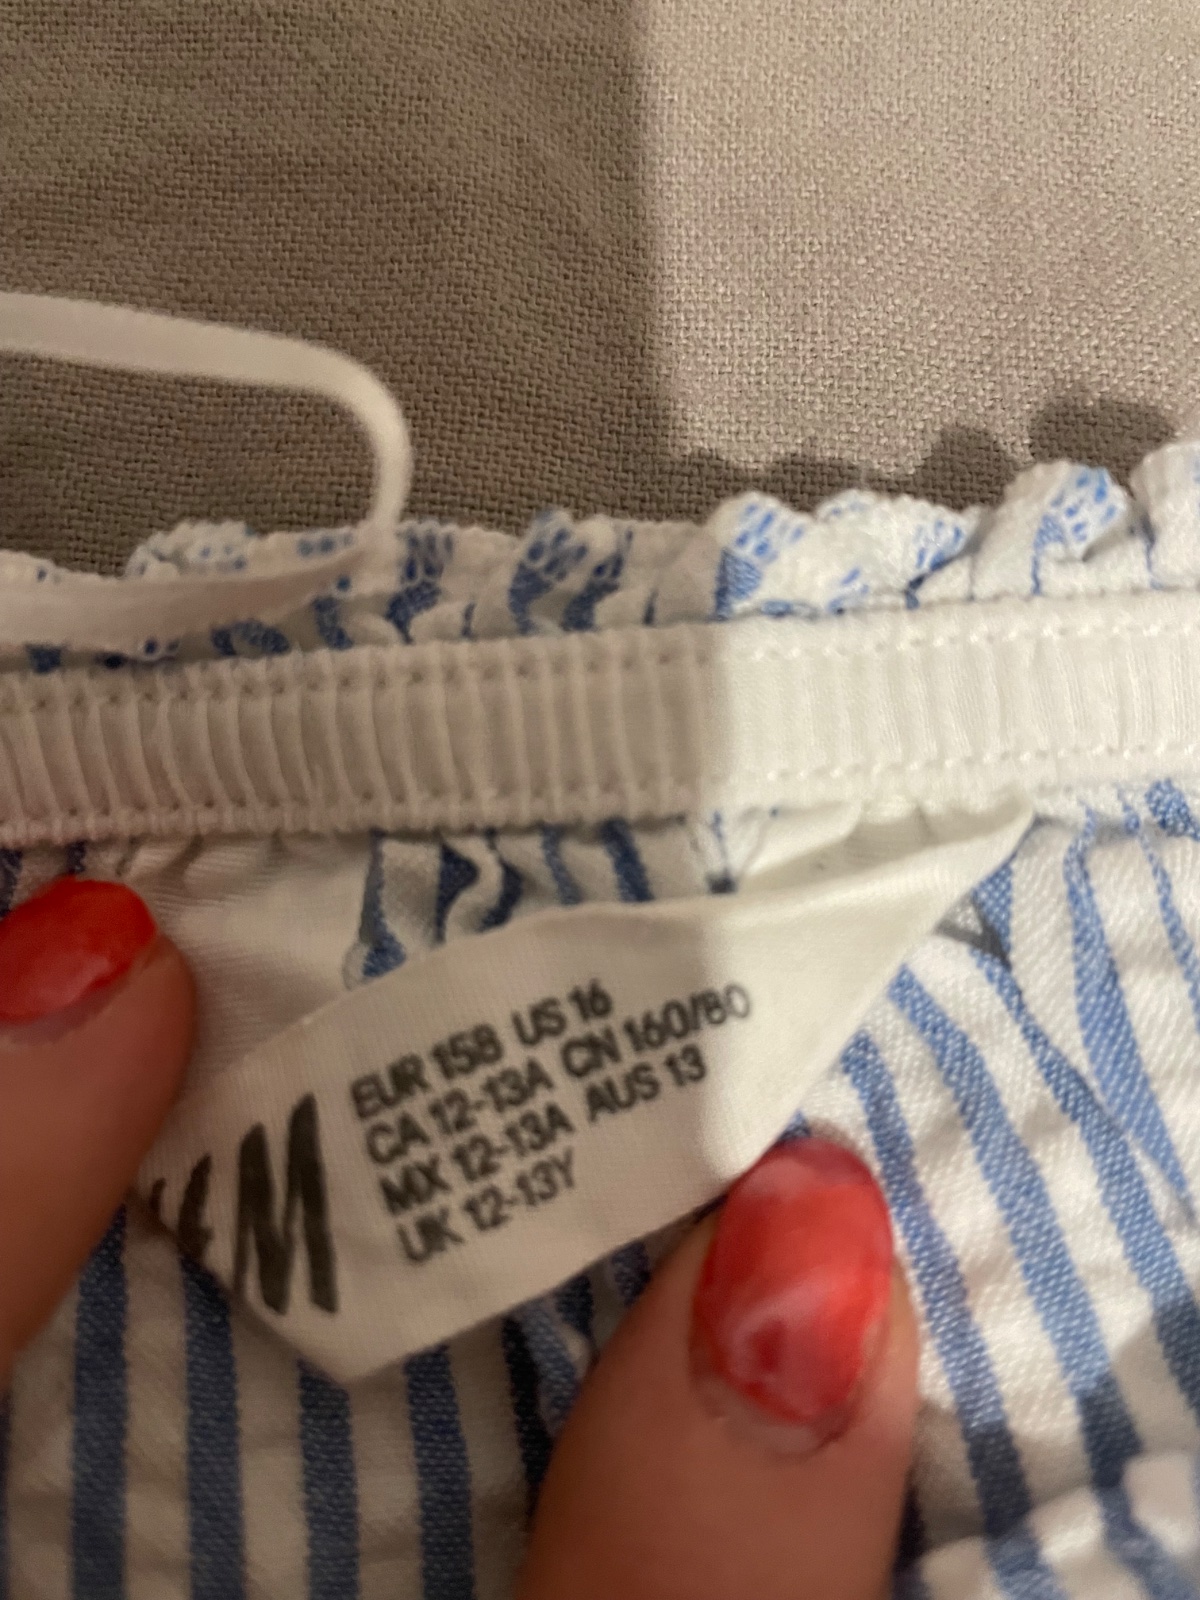 M
EUR 158 US 16
CA 12-13A CN 160/80
MX 12-13A AUS 13
UK 12-13Y